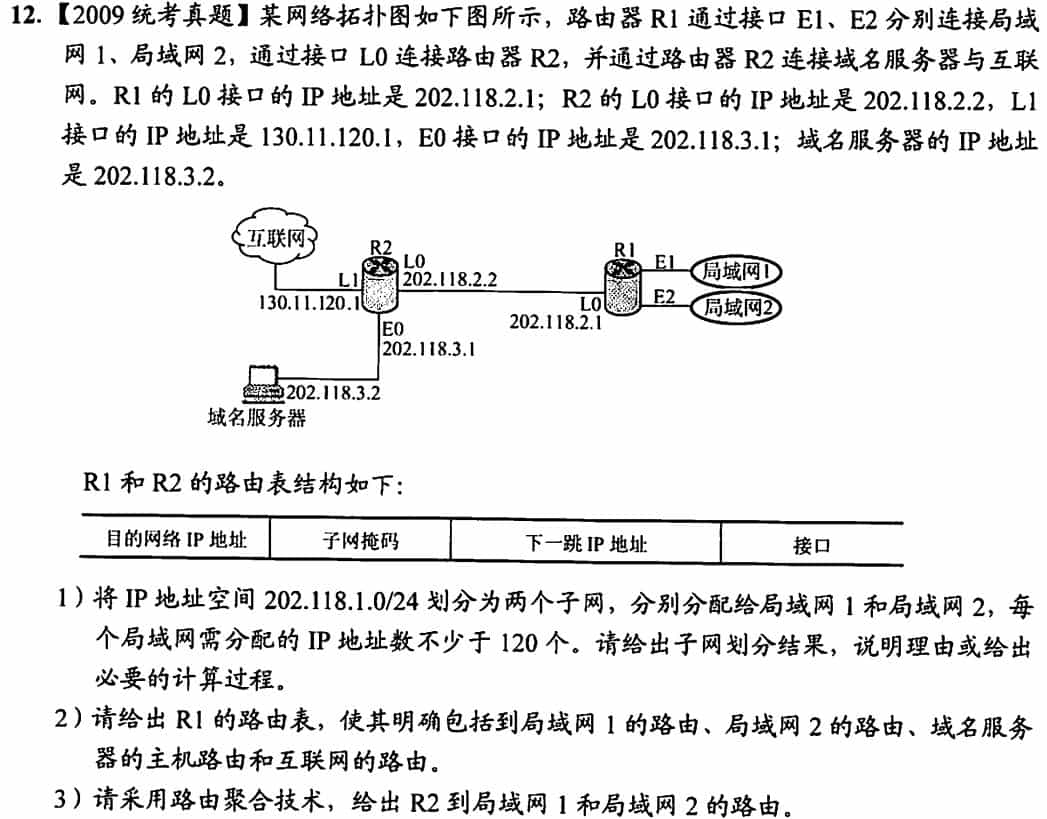 12.【2009 统考真题】某网络拓扑图如下图所示，路由器 R1 通过接口 E1、E2 分别连接局域
网 1、局域网 2，通过接口 L0 连接路由器 R2，并通过路由器 R2 连接域名服务器与互联
网。R1 的 L0 接口的 IP 地址是 202.118.2.1；R2 的 L0 接口的 IP 地址是 202.118.2.2，L1
接口的 IP 地址是 130.11.120.1，E0 接口的 IP 地址是 202.118.3.1；域名服务器的 IP 地址
是 202.118.3.2。
互联网
R2
L0
202.118.2.2
L1
130.11.120.1
E0
202.118.3.1
R1
E1
局域网1
E2
局域网2
L0
202.118.2.1
202.118.3.2
域名服务器
R1 和 R2 的路由表结构如下：
目的网络 IP 地址 子网掩码 下一跳 IP 地址 接口
1）将 IP 地址空间 202.118.1.0/24 划分为两个子网，分别分配给局域网 1 和局域网 2，每
个局域网需分配的 IP 地址数不少于 120 个。请给出子网划分结果，说明理由或给出
必要的计算过程。
2）请给出 R1 的路由表，使其明确包括到局域网 1 的路由、局域网 2 的路由、域名服务
器的主机路由和互联网的路由。
3）请采用路由聚合技术，给出 R2 到局域网 1 和局域网 2 的路由。